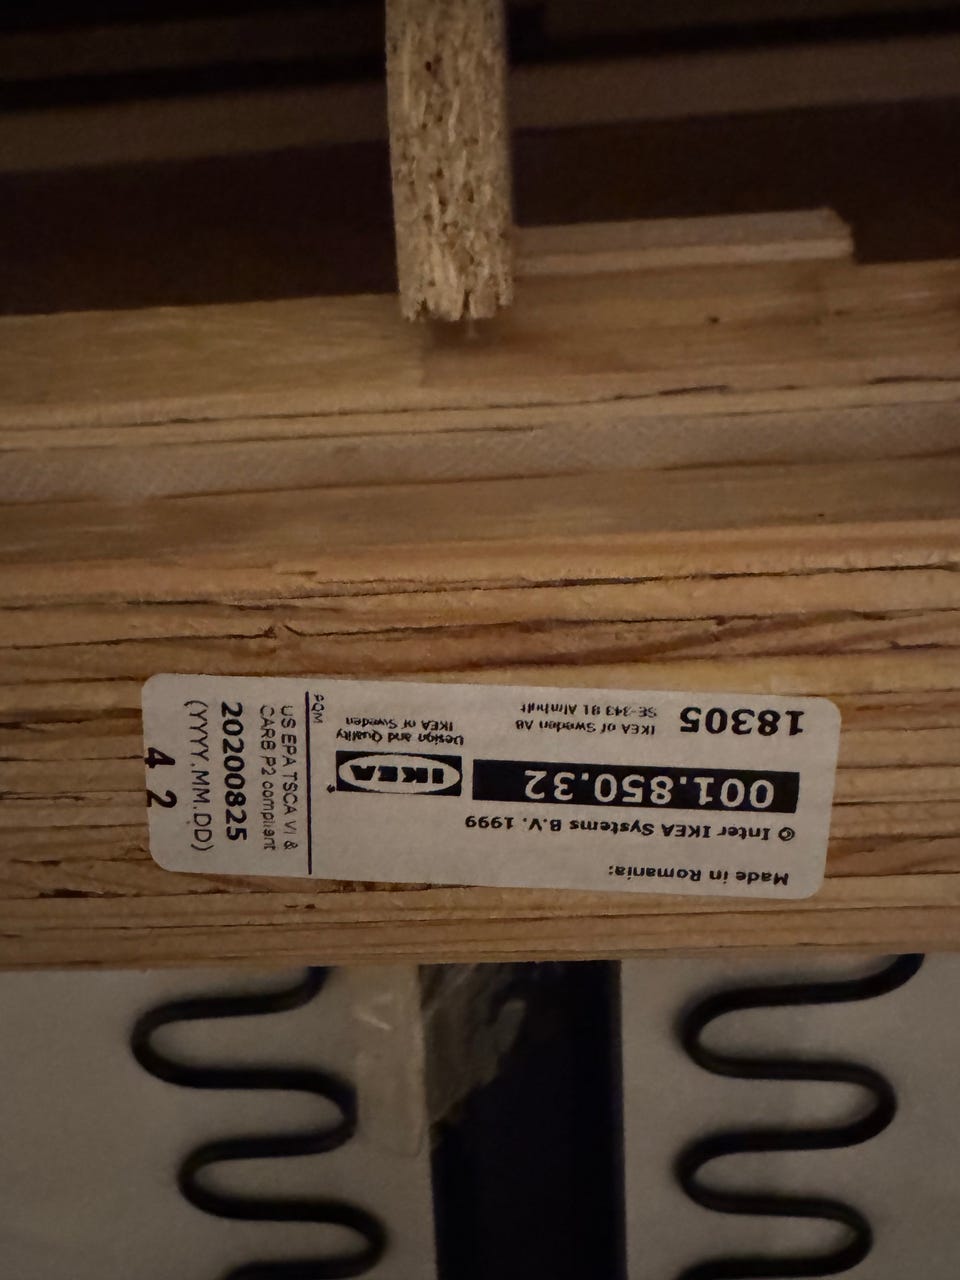 Made in Romania:
© Inter IKEA Systems B.V. 1999
001.850.32
IKEA
®
18305
IKEA of Sweden AB
SE-343 81 Älmhult
Design and Quality
IKEA of Sweden
PQM
US EPA TSCA VI &
CARB P2 compliant
20200825
(YYYY.MM.DD)
4 2